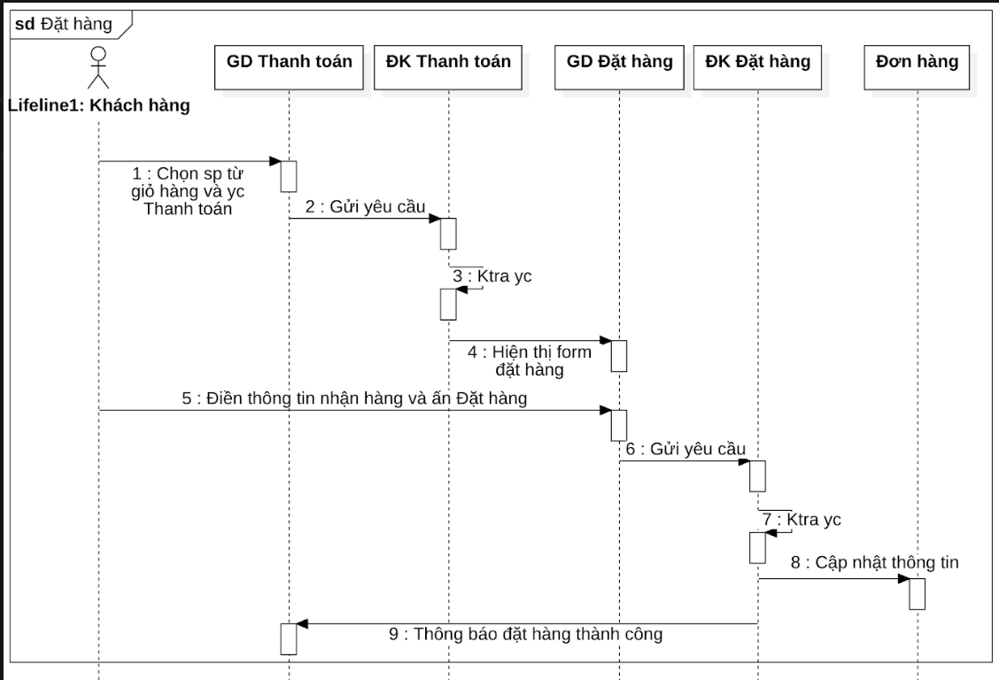 sd Đặt hàng
Lifeline1: Khách hàng
GD Thanh toán
ĐK Thanh toán
GD Đặt hàng
ĐK Đặt hàng
Đơn hàng
1 : Chọn sp từ
giỏ hàng và yc
Thanh toán
2 : Gửi yêu cầu
3 : Ktra yc
4 : Hiện thị form
đặt hàng
5 : Điền thông tin nhận hàng và ấn Đặt hàng
6 : Gửi yêu cầu
7 : Ktra yc
8 : Cập nhật thông tin
9 : Thông báo đặt hàng thành công